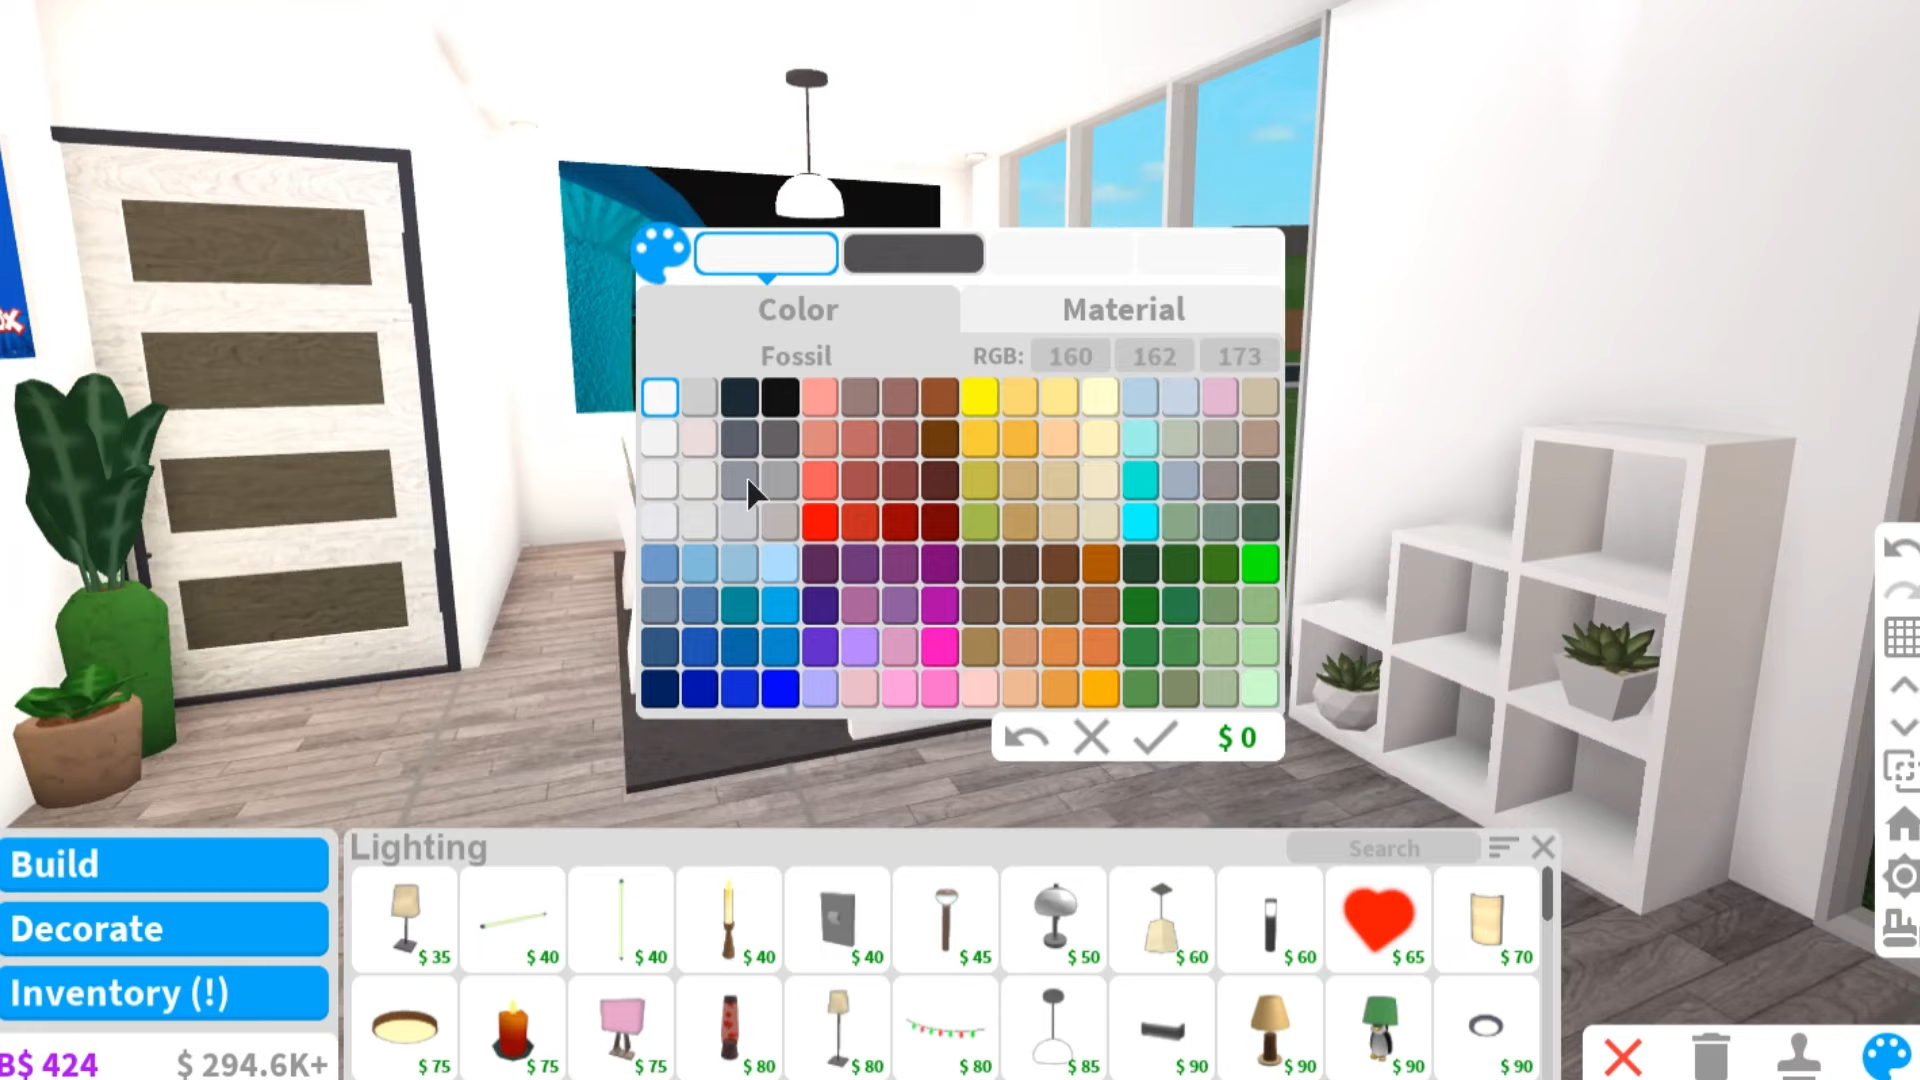 Color
Material
Fossil
RGB: 160 162 173
$ 0
Build
Decorate
Inventory (!)
B$ 424
$ 294.6K+
Lighting
Search
$ 35
$ 40
$ 40
$ 40
$ 40
$ 45
$ 50
$ 60
$ 60
$ 65
$ 70
$ 75
$ 75
$ 75
$ 80
$ 80
$ 80
$ 85
$ 90
$ 90
$ 90
$ 90